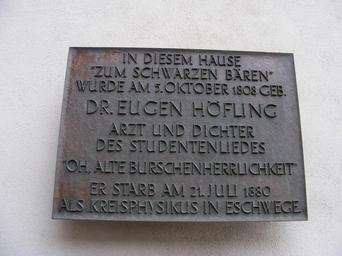 IN DIESEM HAUSE
"ZUM SCHWARZEN BÄREN"
WURDE AM 5. OKTOBER 1808 GEB.
DR. EUGEN HÖFLING
ARZT UND DICHTER
DES STUDENTENLIEDES
"OH, ALTE BURSCHENHERRLICHKEIT"
ER STARB AM 21. JULI 1880
ALS KREISPHYSIKUS IN ESCHWEGE